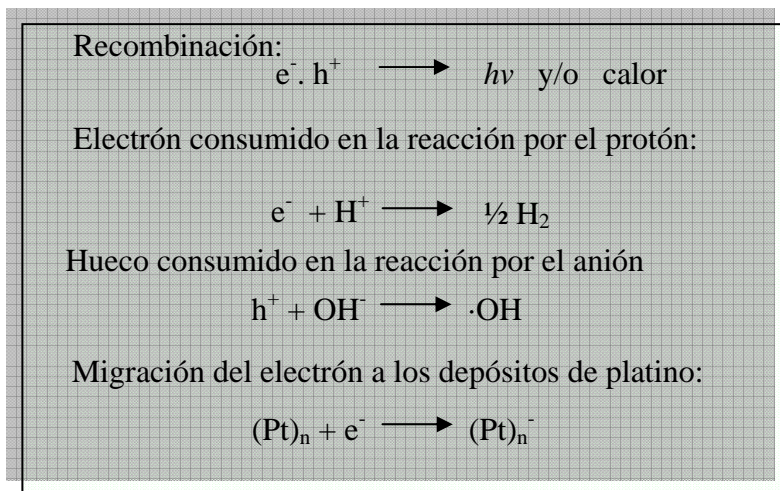 Recombinación:
e⁻. h⁺ ⟶ hν y/o calor
Electrón consumido en la reacción por el protón:
e⁻ + H⁺ ⟶ ½ H₂
Hueco consumido en la reacción por el anión
h⁺ + OH⁻ ⟶ ·OH
Migración del electrón a los depósitos de platino:
(Pt)ₙ + e⁻ ⟶ (Pt)ₙ⁻